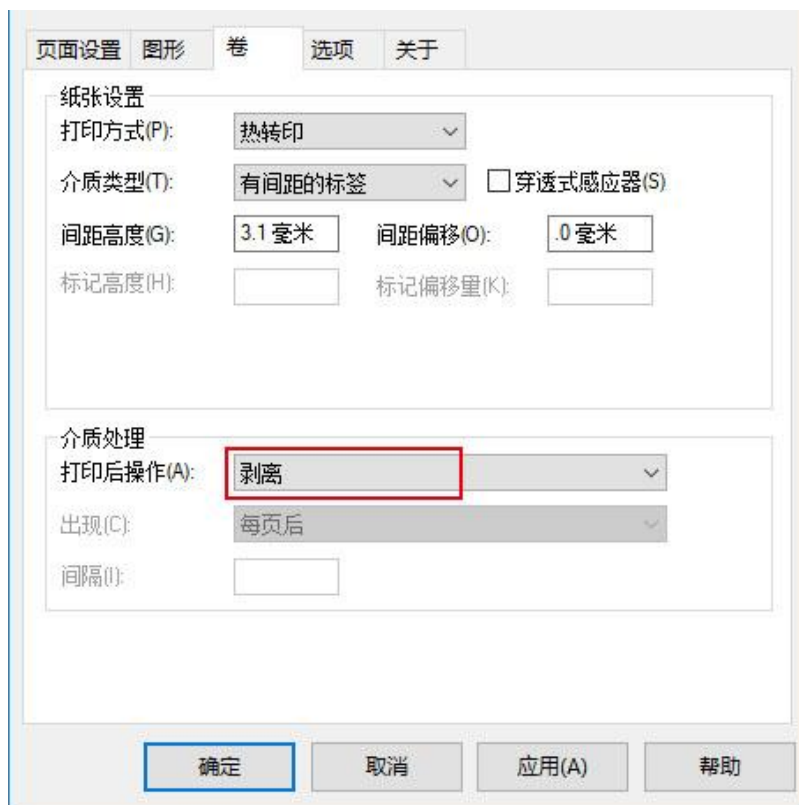 页面设置 图形 卷 选项 关于
纸张设置
打印方式(P): 热转印
介质类型(T): 有间距的标签 穿透式感应器(S)
间距高度(G): 3.1 毫米 间距偏移(O): .0 毫米
标记高度(H): 标记偏移量(K):
介质处理
打印后操作(A): 剥离
出现(C): 每页后
间隔(I):
确定 取消 应用(A) 帮助